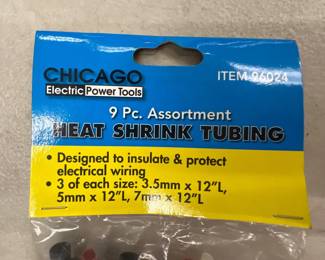 CHICAGO
Electric Power Tools
ITEM 96024
9 Pc. Assortment
HEAT SHRINK TUBING
• Designed to insulate & protect
electrical wiring
• 3 of each size: 3.5mm x 12"L,
5mm x 12"L, 7mm x 12"L